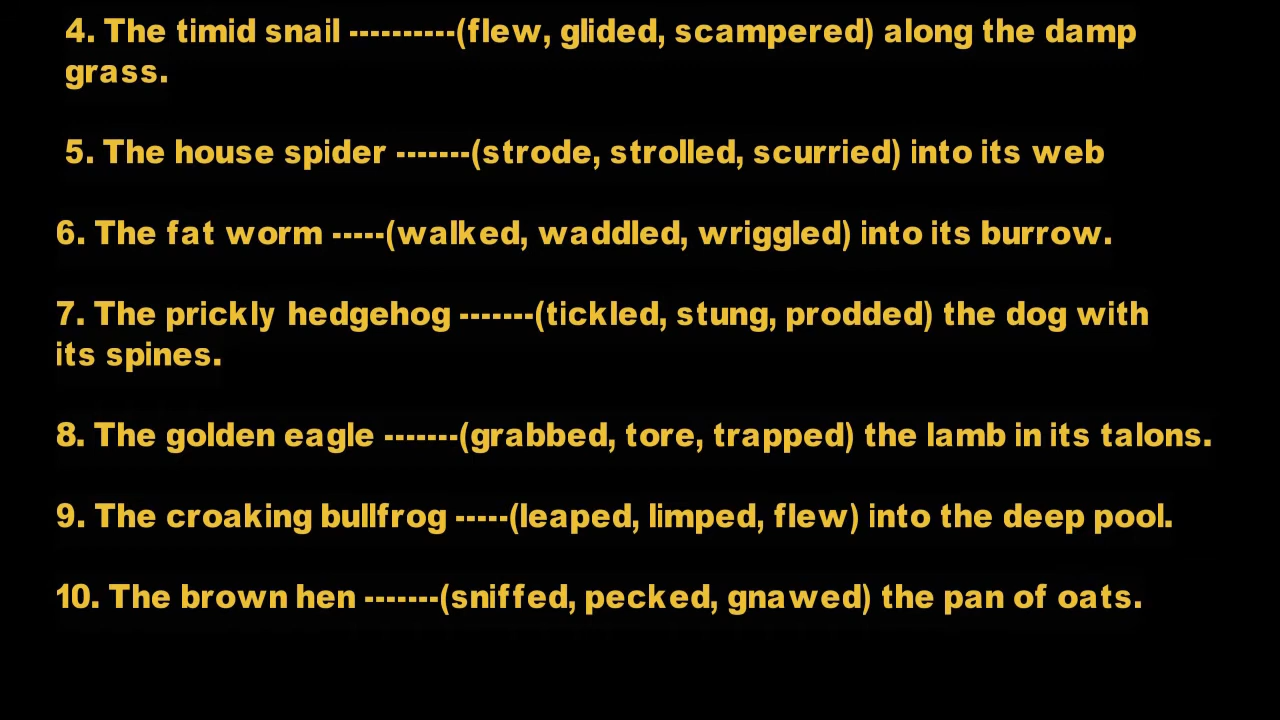 4. The timid snail ----------(flew, glided, scampered) along the damp
grass.
5. The house spider -------(strode, strolled, scurried) into its web
6. The fat worm -----(walked, waddled, wriggled) into its burrow.
7. The prickly hedgehog -------(tickled, stung, prodded) the dog with
its spines.
8. The golden eagle -------(grabbed, tore, trapped) the lamb in its talons.
9. The croaking bullfrog -----(leaped, limped, flew) into the deep pool.
10. The brown hen -------(sniffed, pecked, gnawed) the pan of oats.